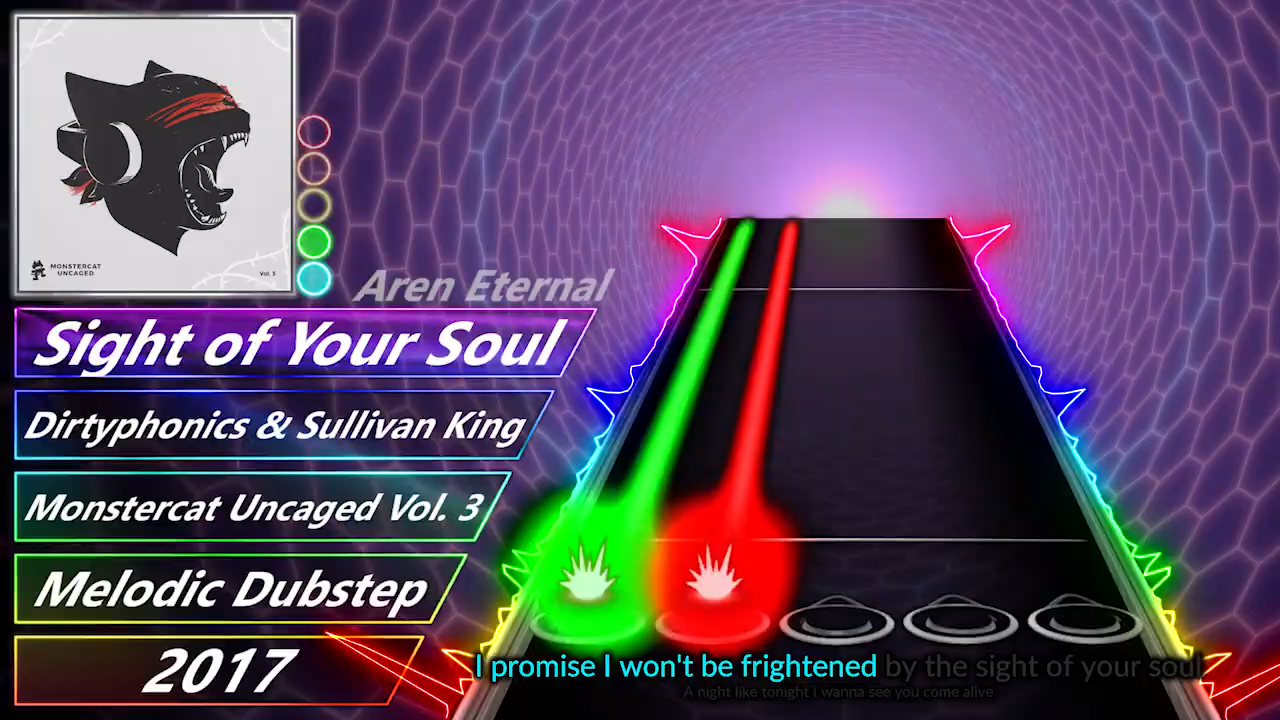 MONSTERCAT
UNCAGED
Vol. 3
Aren Eternal
Sight of Your Soul
Dirtyphonics & Sullivan King
Monstercat Uncaged Vol. 3
Melodic Dubstep
2017
I promise I won't be frightened by the sight of your soul
A night like tonight I wanna see you come alive